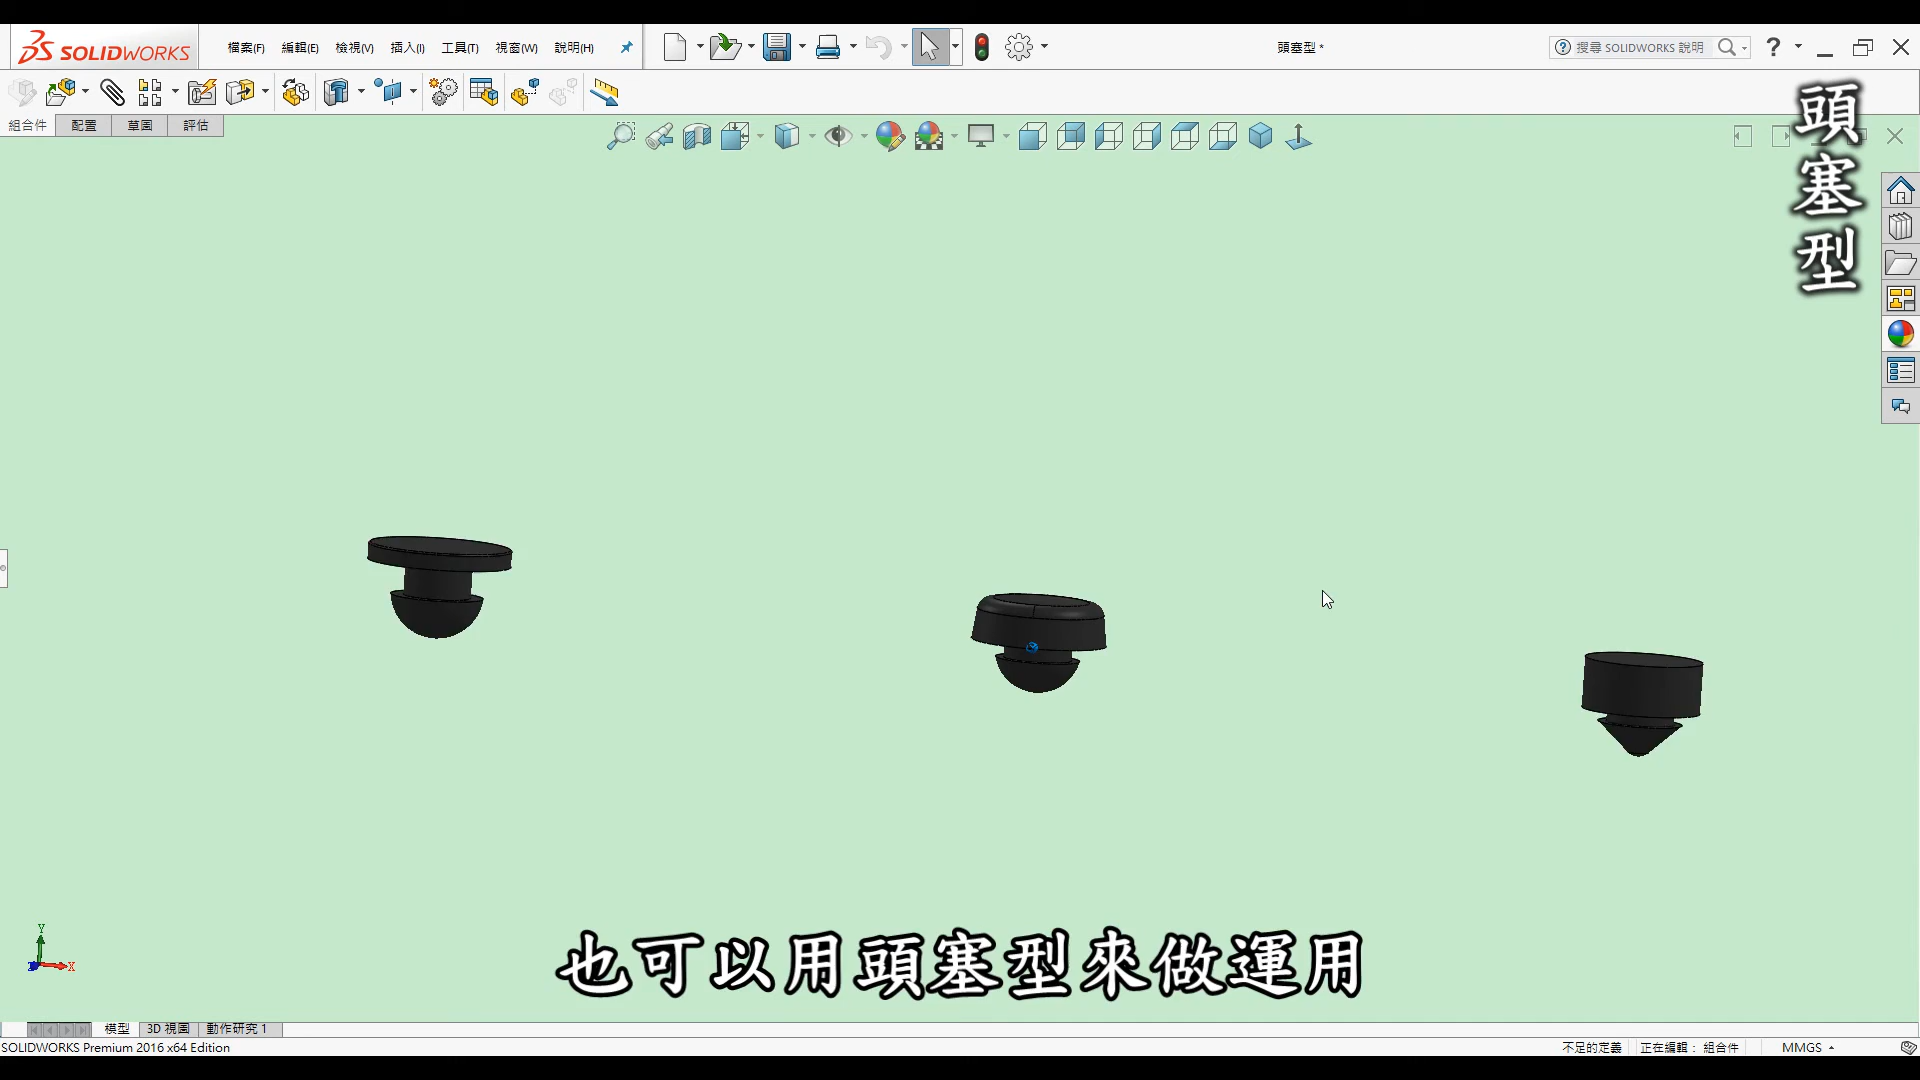 SOLIDWORKS
檔案(F) 編輯(E) 檢視(V) 插入(I) 工具(T) 視窗(W) 說明(H)
頭塞型 *
搜尋 SOLIDWORKS 說明
組合件 配置 草圖 評估
頭塞型
Y
X
也可以用頭塞型來做運用
模型 3D 視圖 動作研究 1
SOLIDWORKS Premium 2016 x64 Edition
不足的定義 正在編輯： 組合件 MMGS